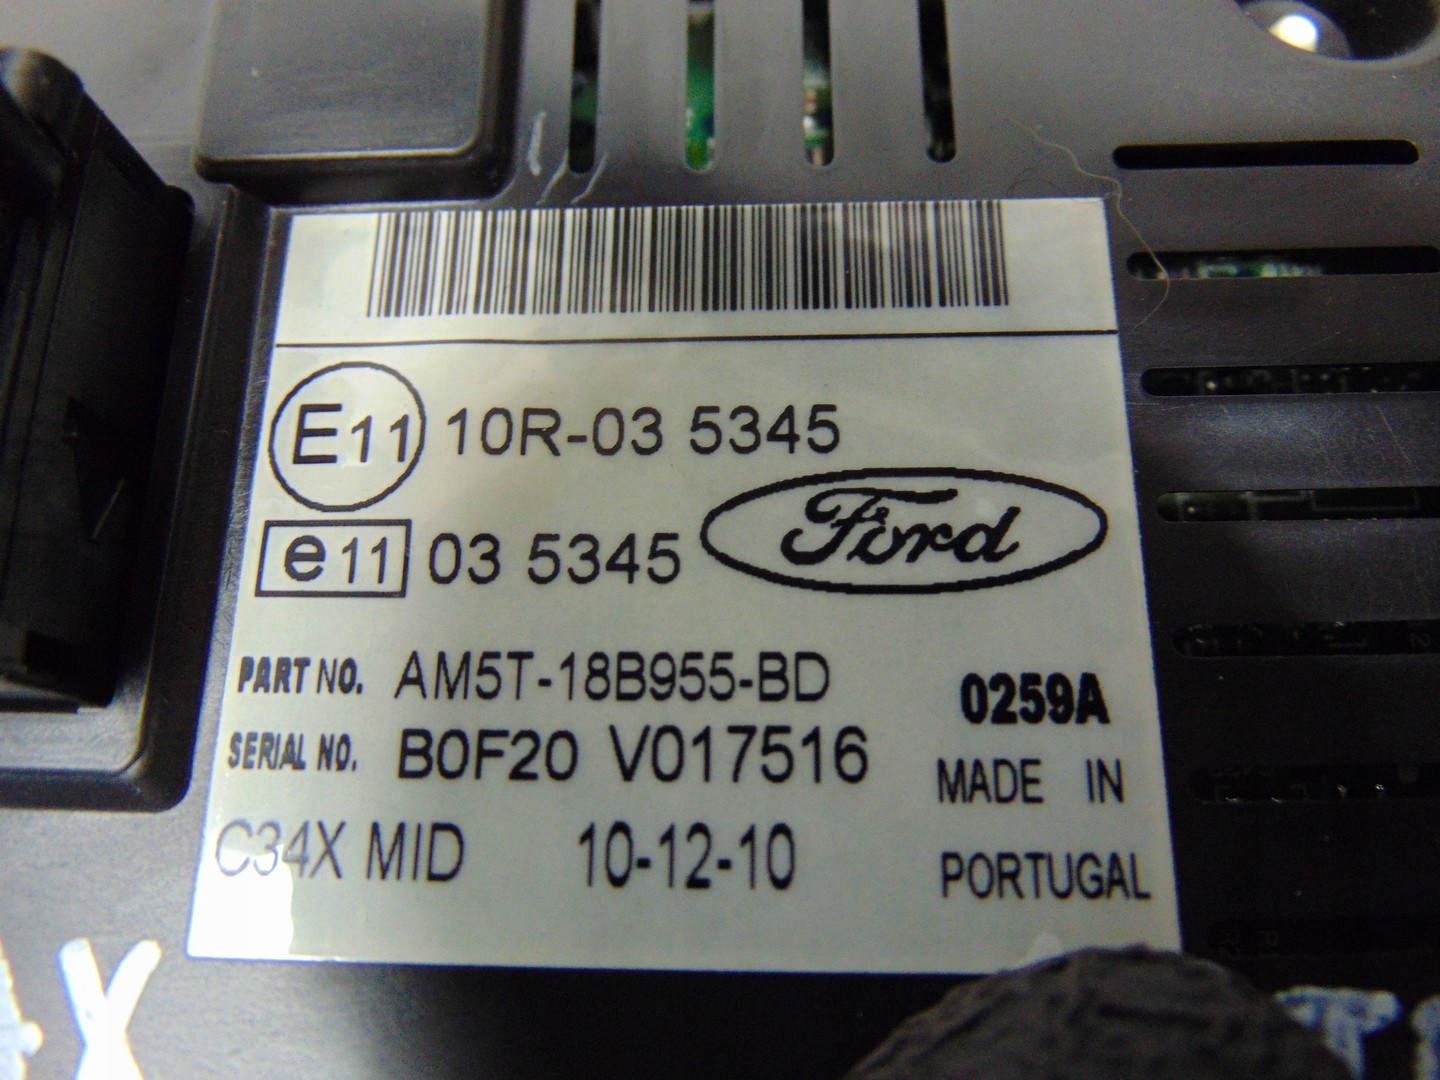 E11 10R-03 5345
e11 03 5345
Ford
PART NO. AM5T-18B955-BD
0259A
SERIAL NO. B0F20 V017516
MADE IN
C34X MID 10-12-10
PORTUGAL
X